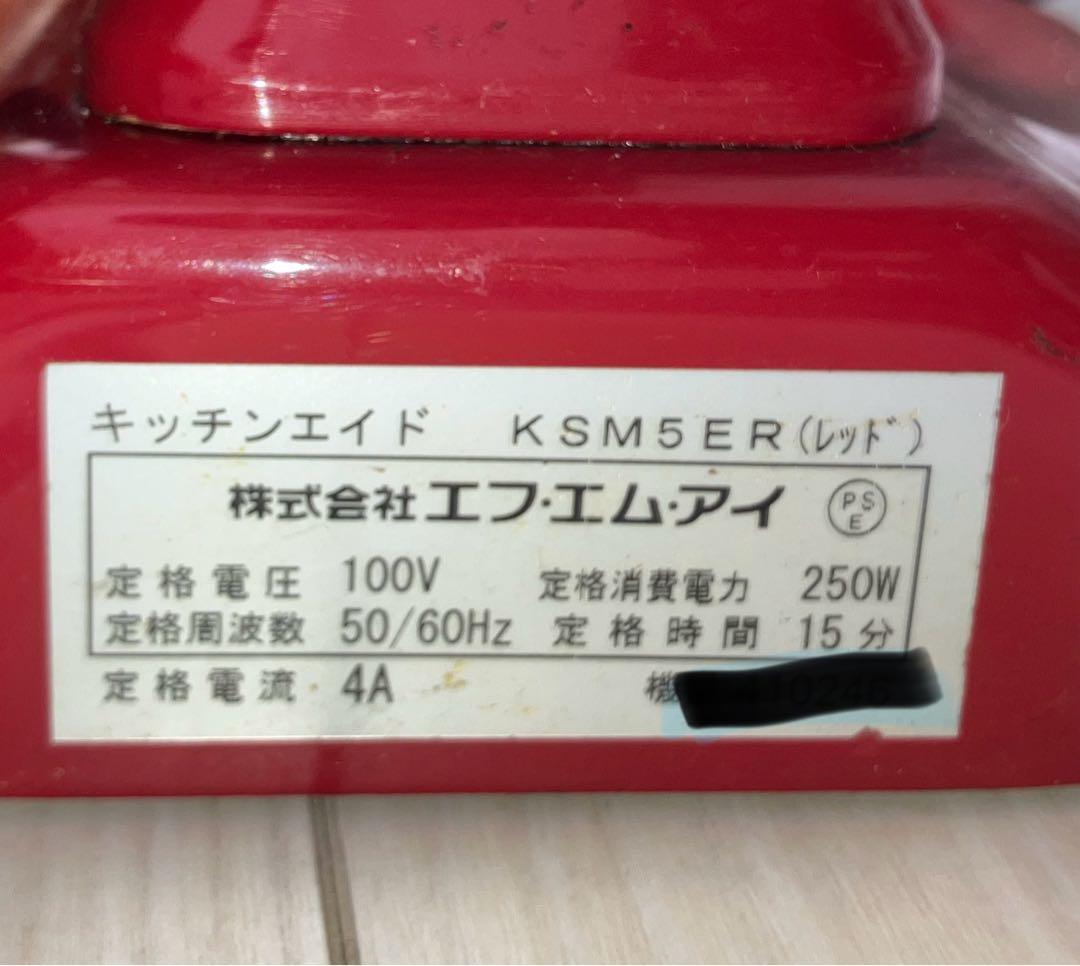 キッチンエイド KSM5ER(レッド)
株式会社エフ・エム・アイ PSE
定格電圧 100V 定格消費電力 250W
定格周波数 50/60Hz 定格時間 15分
定格電流 4A 機